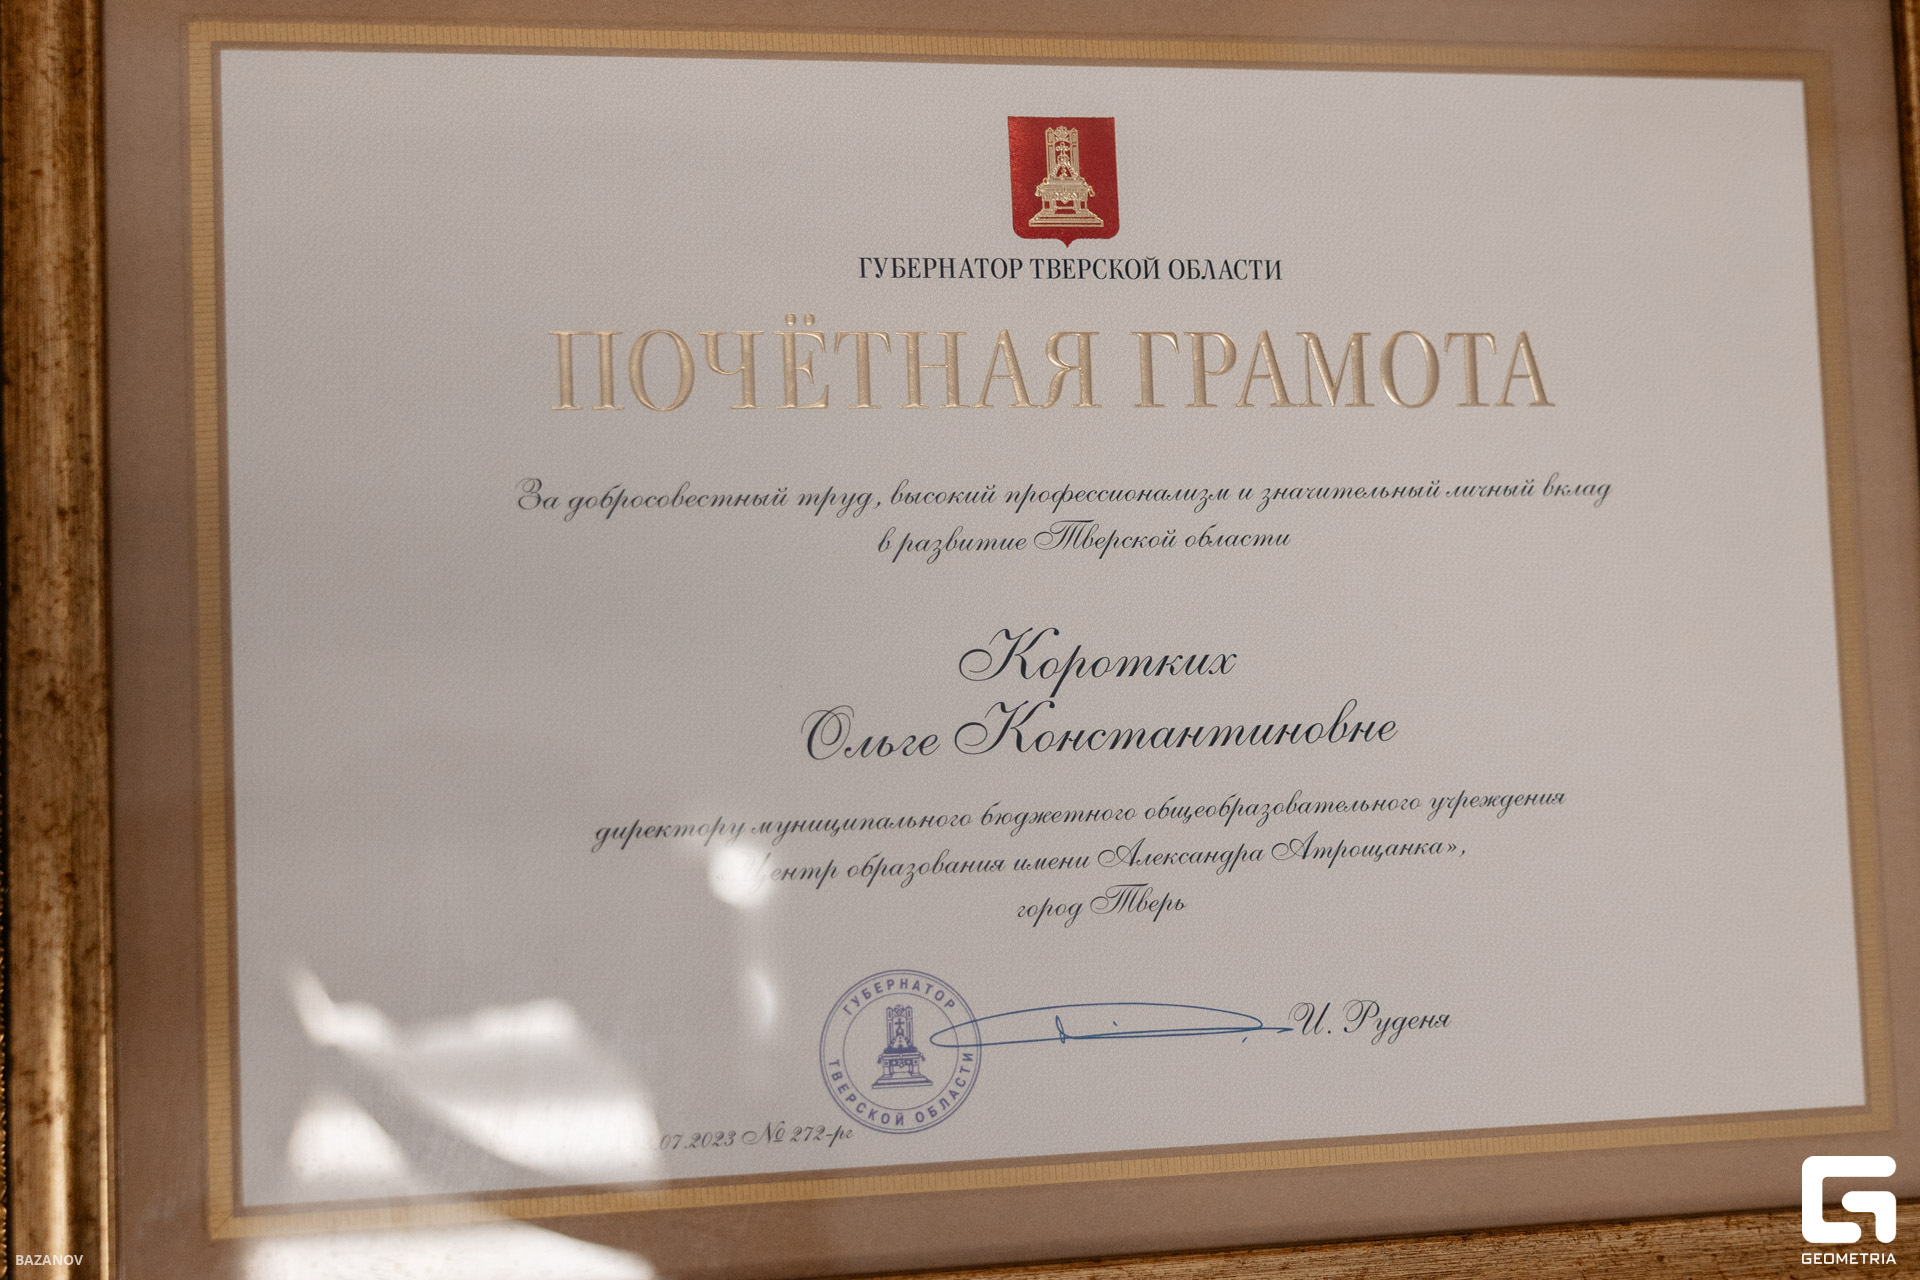 ГУБЕРНАТОР ТВЕРСКОЙ ОБЛАСТИ
ПОЧЁТНАЯ ГРАМОТА
За добросовестный труд, высокий профессионализм и значительный личный вклад
в развитие Тверской области
Коротких
Ольге Константиновне
директору муниципального бюджетного общеобразовательного учреждения
Центр образования имени Александра Атрощанка»,
город Тверь
ГУБЕРНАТОР ТВЕРСКОЙ ОБЛАСТИ
И. Руденя
.07.2023 № 272-рг
BAZANOV
GEOMETRIA